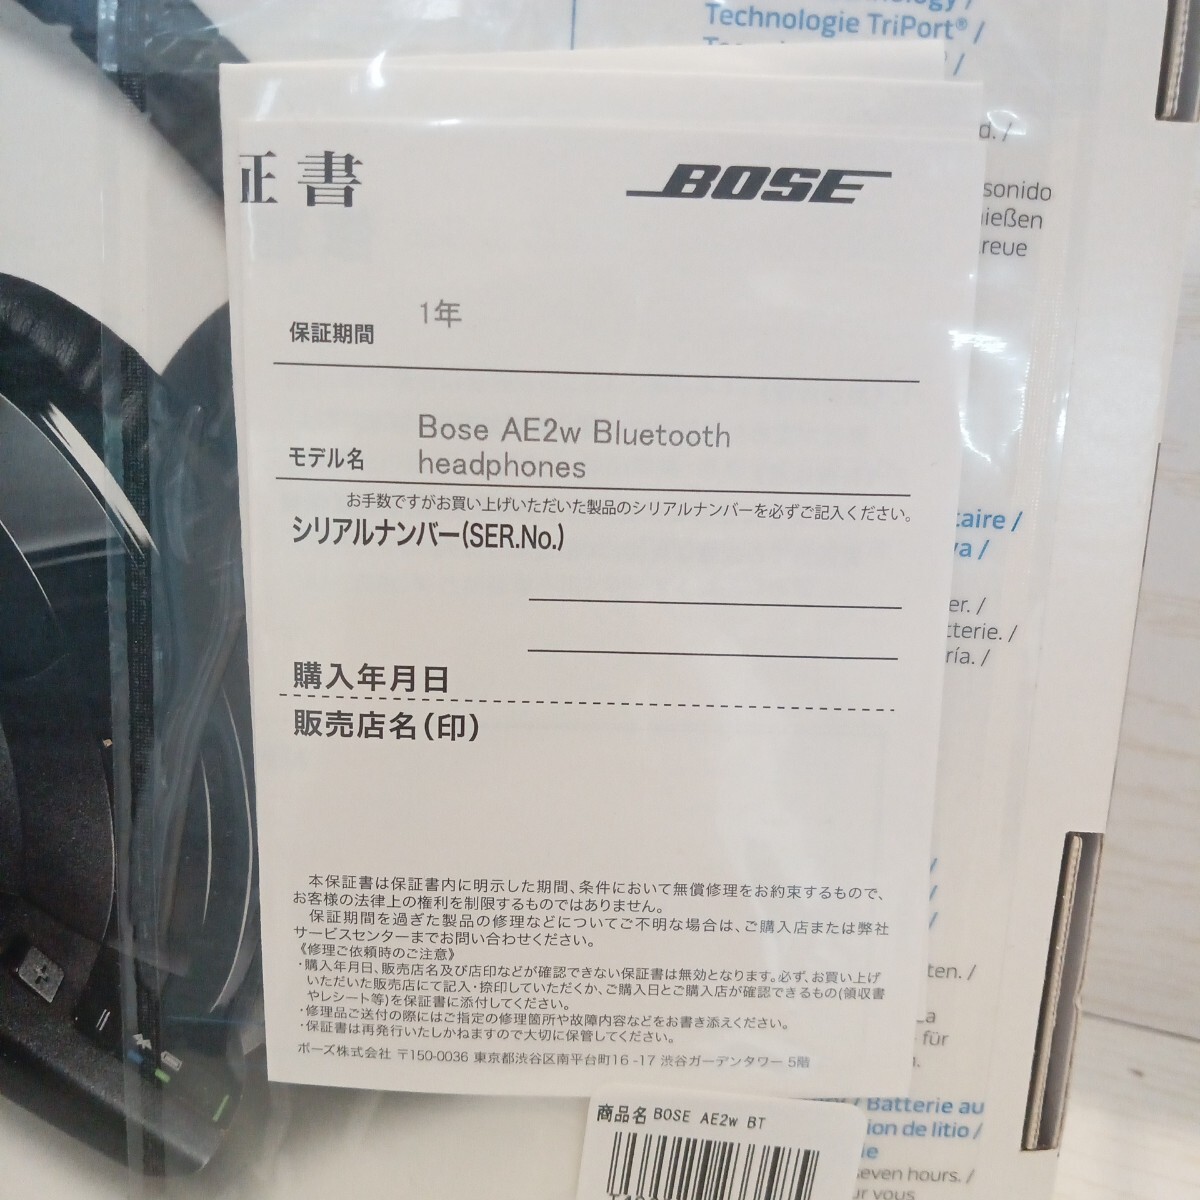 Technologie TriPort® /
d. /
sonido
ießen
reue
証書
BOSE
保証期間 1年
モデル名 Bose AE2w Bluetooth
headphones
お手数ですがお買い上げいただいた製品のシリアルナンバーを必ずご記入ください。
シリアルナンバー(SER.No.)
購入年月日
販売店名(印)
本保証書は保証書内に明示した期間、条件において無償修理をお約束するもので、
お客様の法律上の権利を制限するものではありません。
保証期間を過ぎた製品の修理などについてご不明な場合は、ご購入店または弊社
サービスセンターまでお問い合わせください。
《修理ご依頼時のご注意》
・購入年月日、販売店名及び店印などが確認できない保証書は無効となります。必ず、お買い上げ
いただいた販売店にて記入・捺印していただくか、ご購入日とご購入店が確認できるもの(領収書
やレシート等)を保証書に添付してください。
・修理品ご送付の際にはご指定の修理箇所や故障内容などをお書き添えください。
・保証書は再発行いたしかねますので大切に保管してください。
ボーズ株式会社 〒150-0036 東京都渋谷区南平台町16-17 渋谷ガーデンタワー 5階
caire /
va /
er. /
tterie. /
ría. /
ten. /
La
für
a.
/ Batterie au
ion de litio /
ie
seven hours. /
ur vous
商品名 BOSE AE2w BT